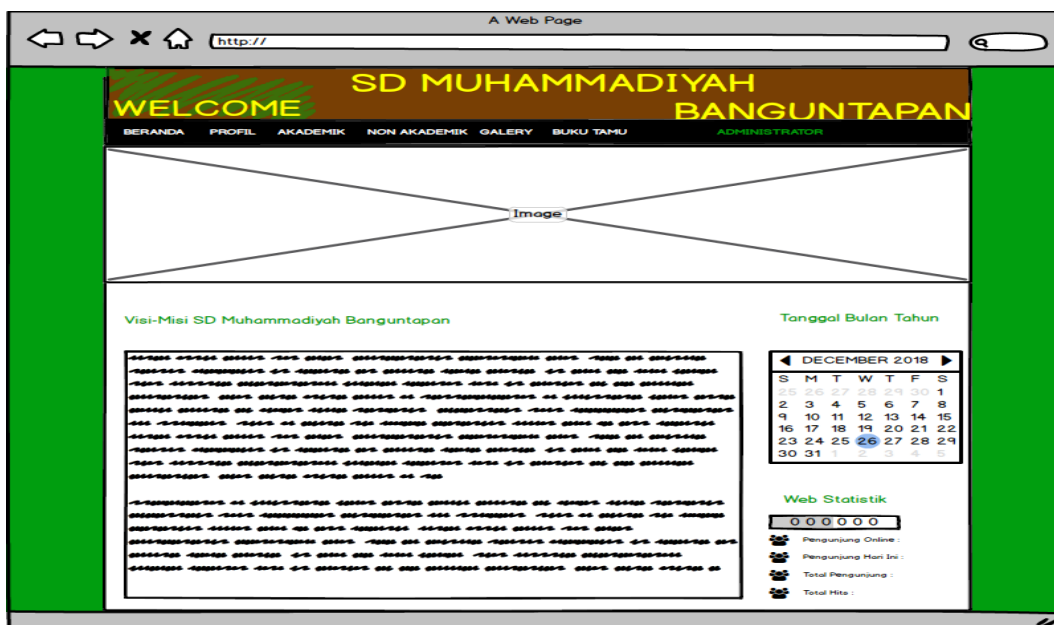 A Web Page
http://
SD MUHAMMADIYAH
WELCOME BANGUNTAPAN
BERANDA PROFIL AKADEMIK NON AKADEMIK GALERY BUKU TAMU ADMINISTRATOR
Image
Visi-Misi SD Muhammadiyah Banguntapan
Tanggal Bulan Tahun
DECEMBER 2018
S M T W T F S
25 26 27 28 29 30 1
2 3 4 5 6 7 8
9 10 11 12 13 14 15
16 17 18 19 20 21 22
23 24 25 26 27 28 29
30 31 1 2 3 4 5
Web Statistik
000000
Pengunjung Online :
Pengunjung Hari Ini :
Total Pengunjung :
Total Hits :